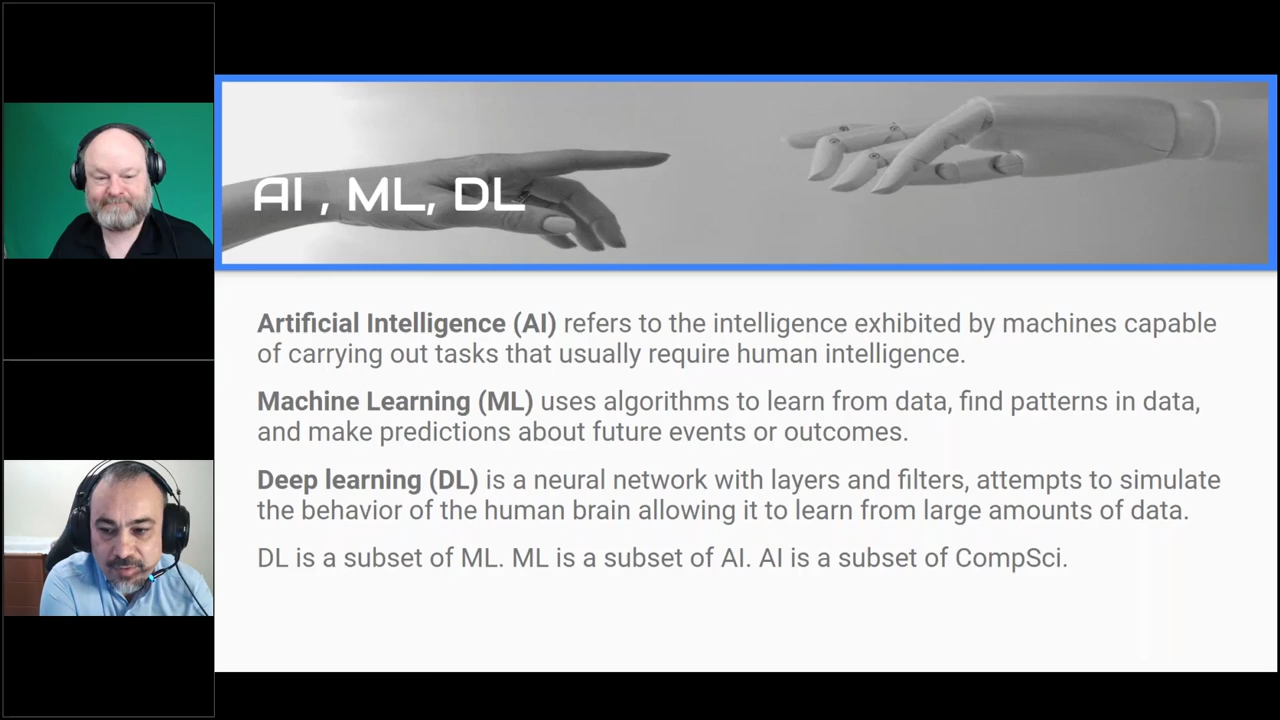 AI , ML, DL
Artificial Intelligence (AI) refers to the intelligence exhibited by machines capable
of carrying out tasks that usually require human intelligence.
Machine Learning (ML) uses algorithms to learn from data, find patterns in data,
and make predictions about future events or outcomes.
Deep learning (DL) is a neural network with layers and filters, attempts to simulate
the behavior of the human brain allowing it to learn from large amounts of data.
DL is a subset of ML. ML is a subset of AI. AI is a subset of CompSci.